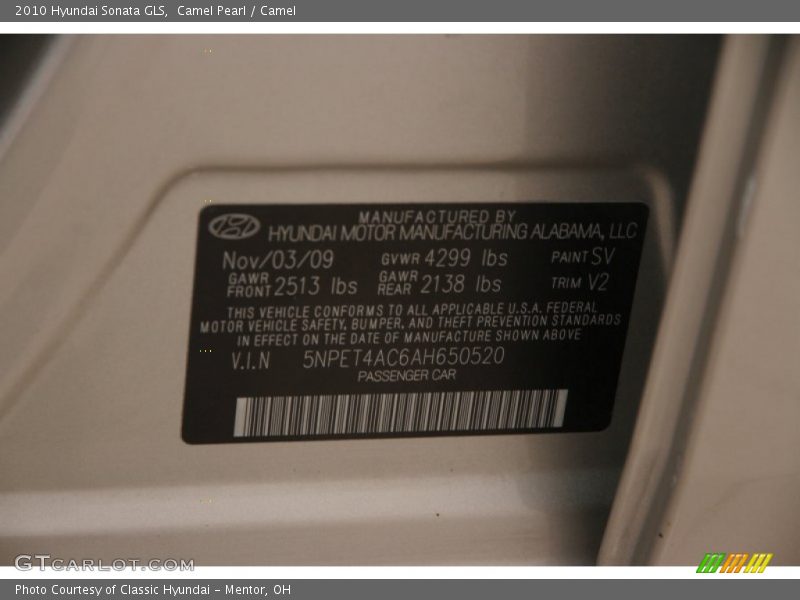 2010 Hyundai Sonata GLS,  Camel Pearl / Camel
MANUFACTURED BY
HYUNDAI MOTOR MANUFACTURING ALABAMA, LLC
Nov/03/09 GVWR 4299 lbs PAINT SV
GAWR FRONT 2513 lbs GAWR REAR 2138 lbs TRIM V2
THIS VEHICLE CONFORMS TO ALL APPLICABLE U.S.A. FEDERAL
MOTOR VEHICLE SAFETY, BUMPER, AND THEFT PREVENTION STANDARDS
IN EFFECT ON THE DATE OF MANUFACTURE SHOWN ABOVE
V.I.N 5NPET4AC6AH650520
PASSENGER CAR
GTCARLOT.COM
Photo Courtesy of Classic Hyundai - Mentor, OH